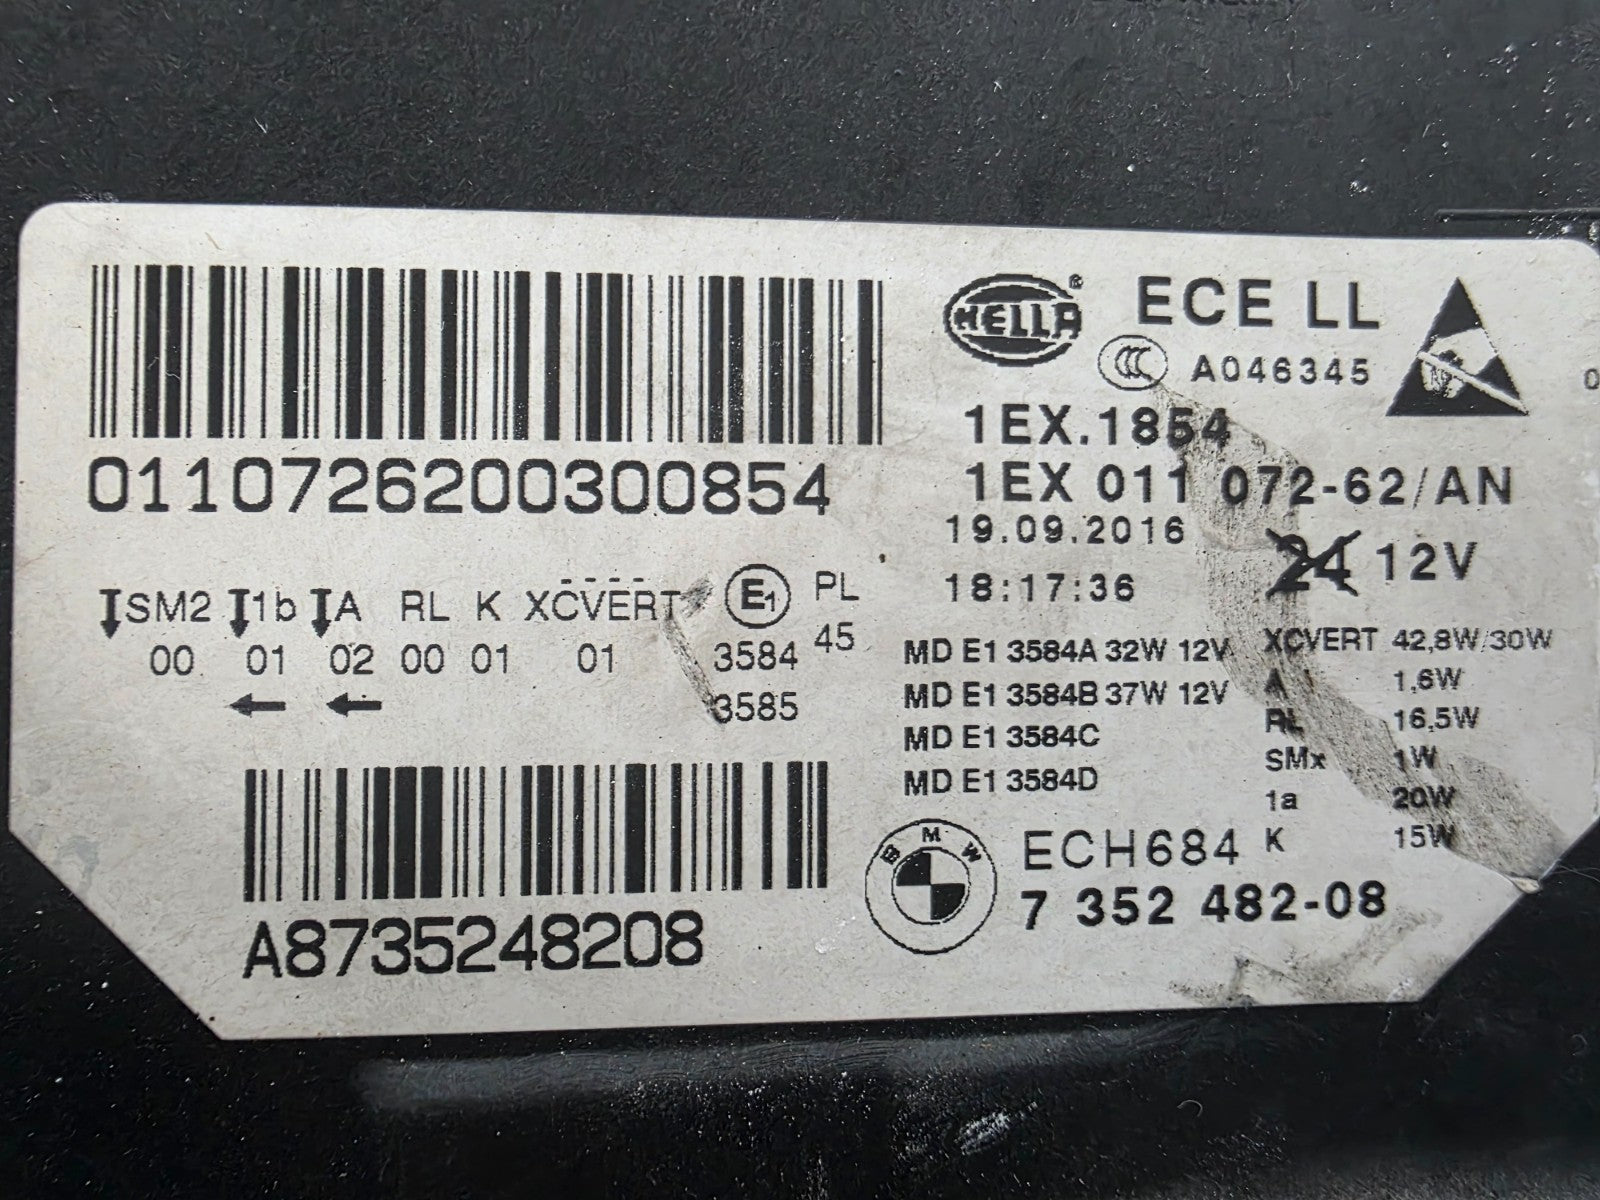 01107262003000854
SM2 1b A RL K XCVERT E1 PL
00 01 02 00 01 01 3584 45
3585
A8735248208
HELLA® ECE LL
CCC A046345
1EX.1854
1EX 011 072-62/AN
19.09.2016
24 12V
18:17:36
MD E1 3584A 32W 12V
MD E1 3584B 37W 12V
MD E1 3584C
MD E1 3584D
XCVERT 42,8W/30W
A 1,6W
RL 16,5W
SMx 1W
1a 20W
K 15W
BMW ECH684
7 352 482-08